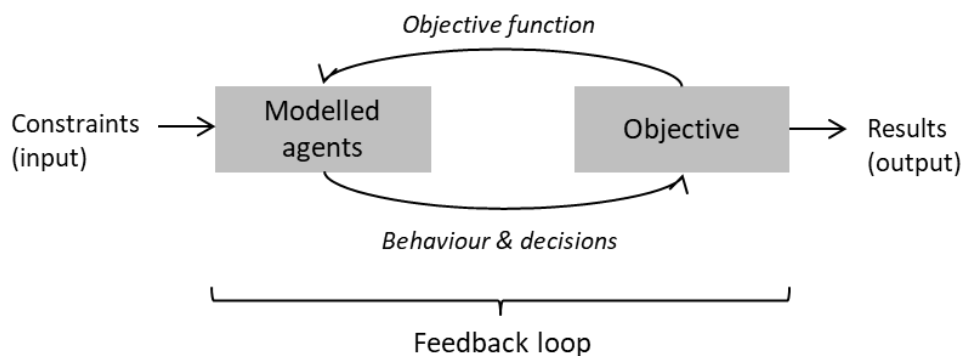 Objective function
Constraints
(input)
Modelled
agents
Objective
Results
(output)
Behaviour & decisions
Feedback loop